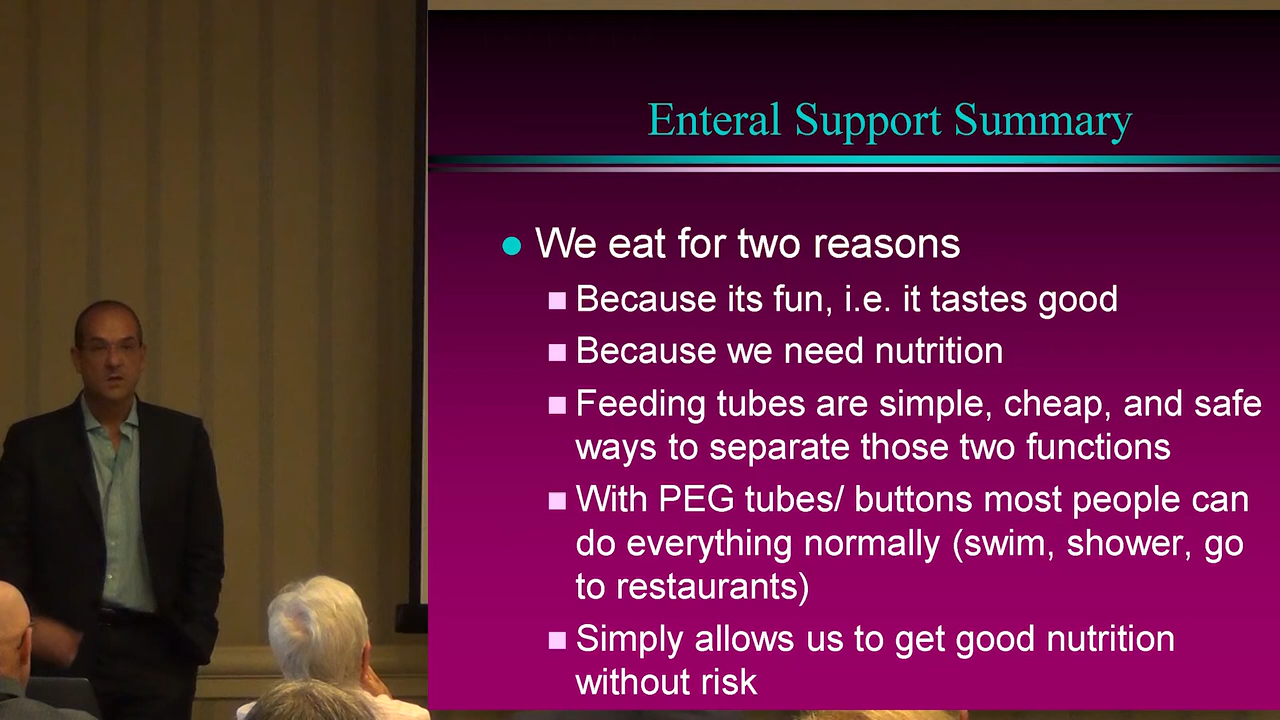 Enteral Support Summary
We eat for two reasons
Because its fun, i.e. it tastes good
Because we need nutrition
Feeding tubes are simple, cheap, and safe
ways to separate those two functions
With PEG tubes/ buttons most people can
do everything normally (swim, shower, go
to restaurants)
Simply allows us to get good nutrition
without risk